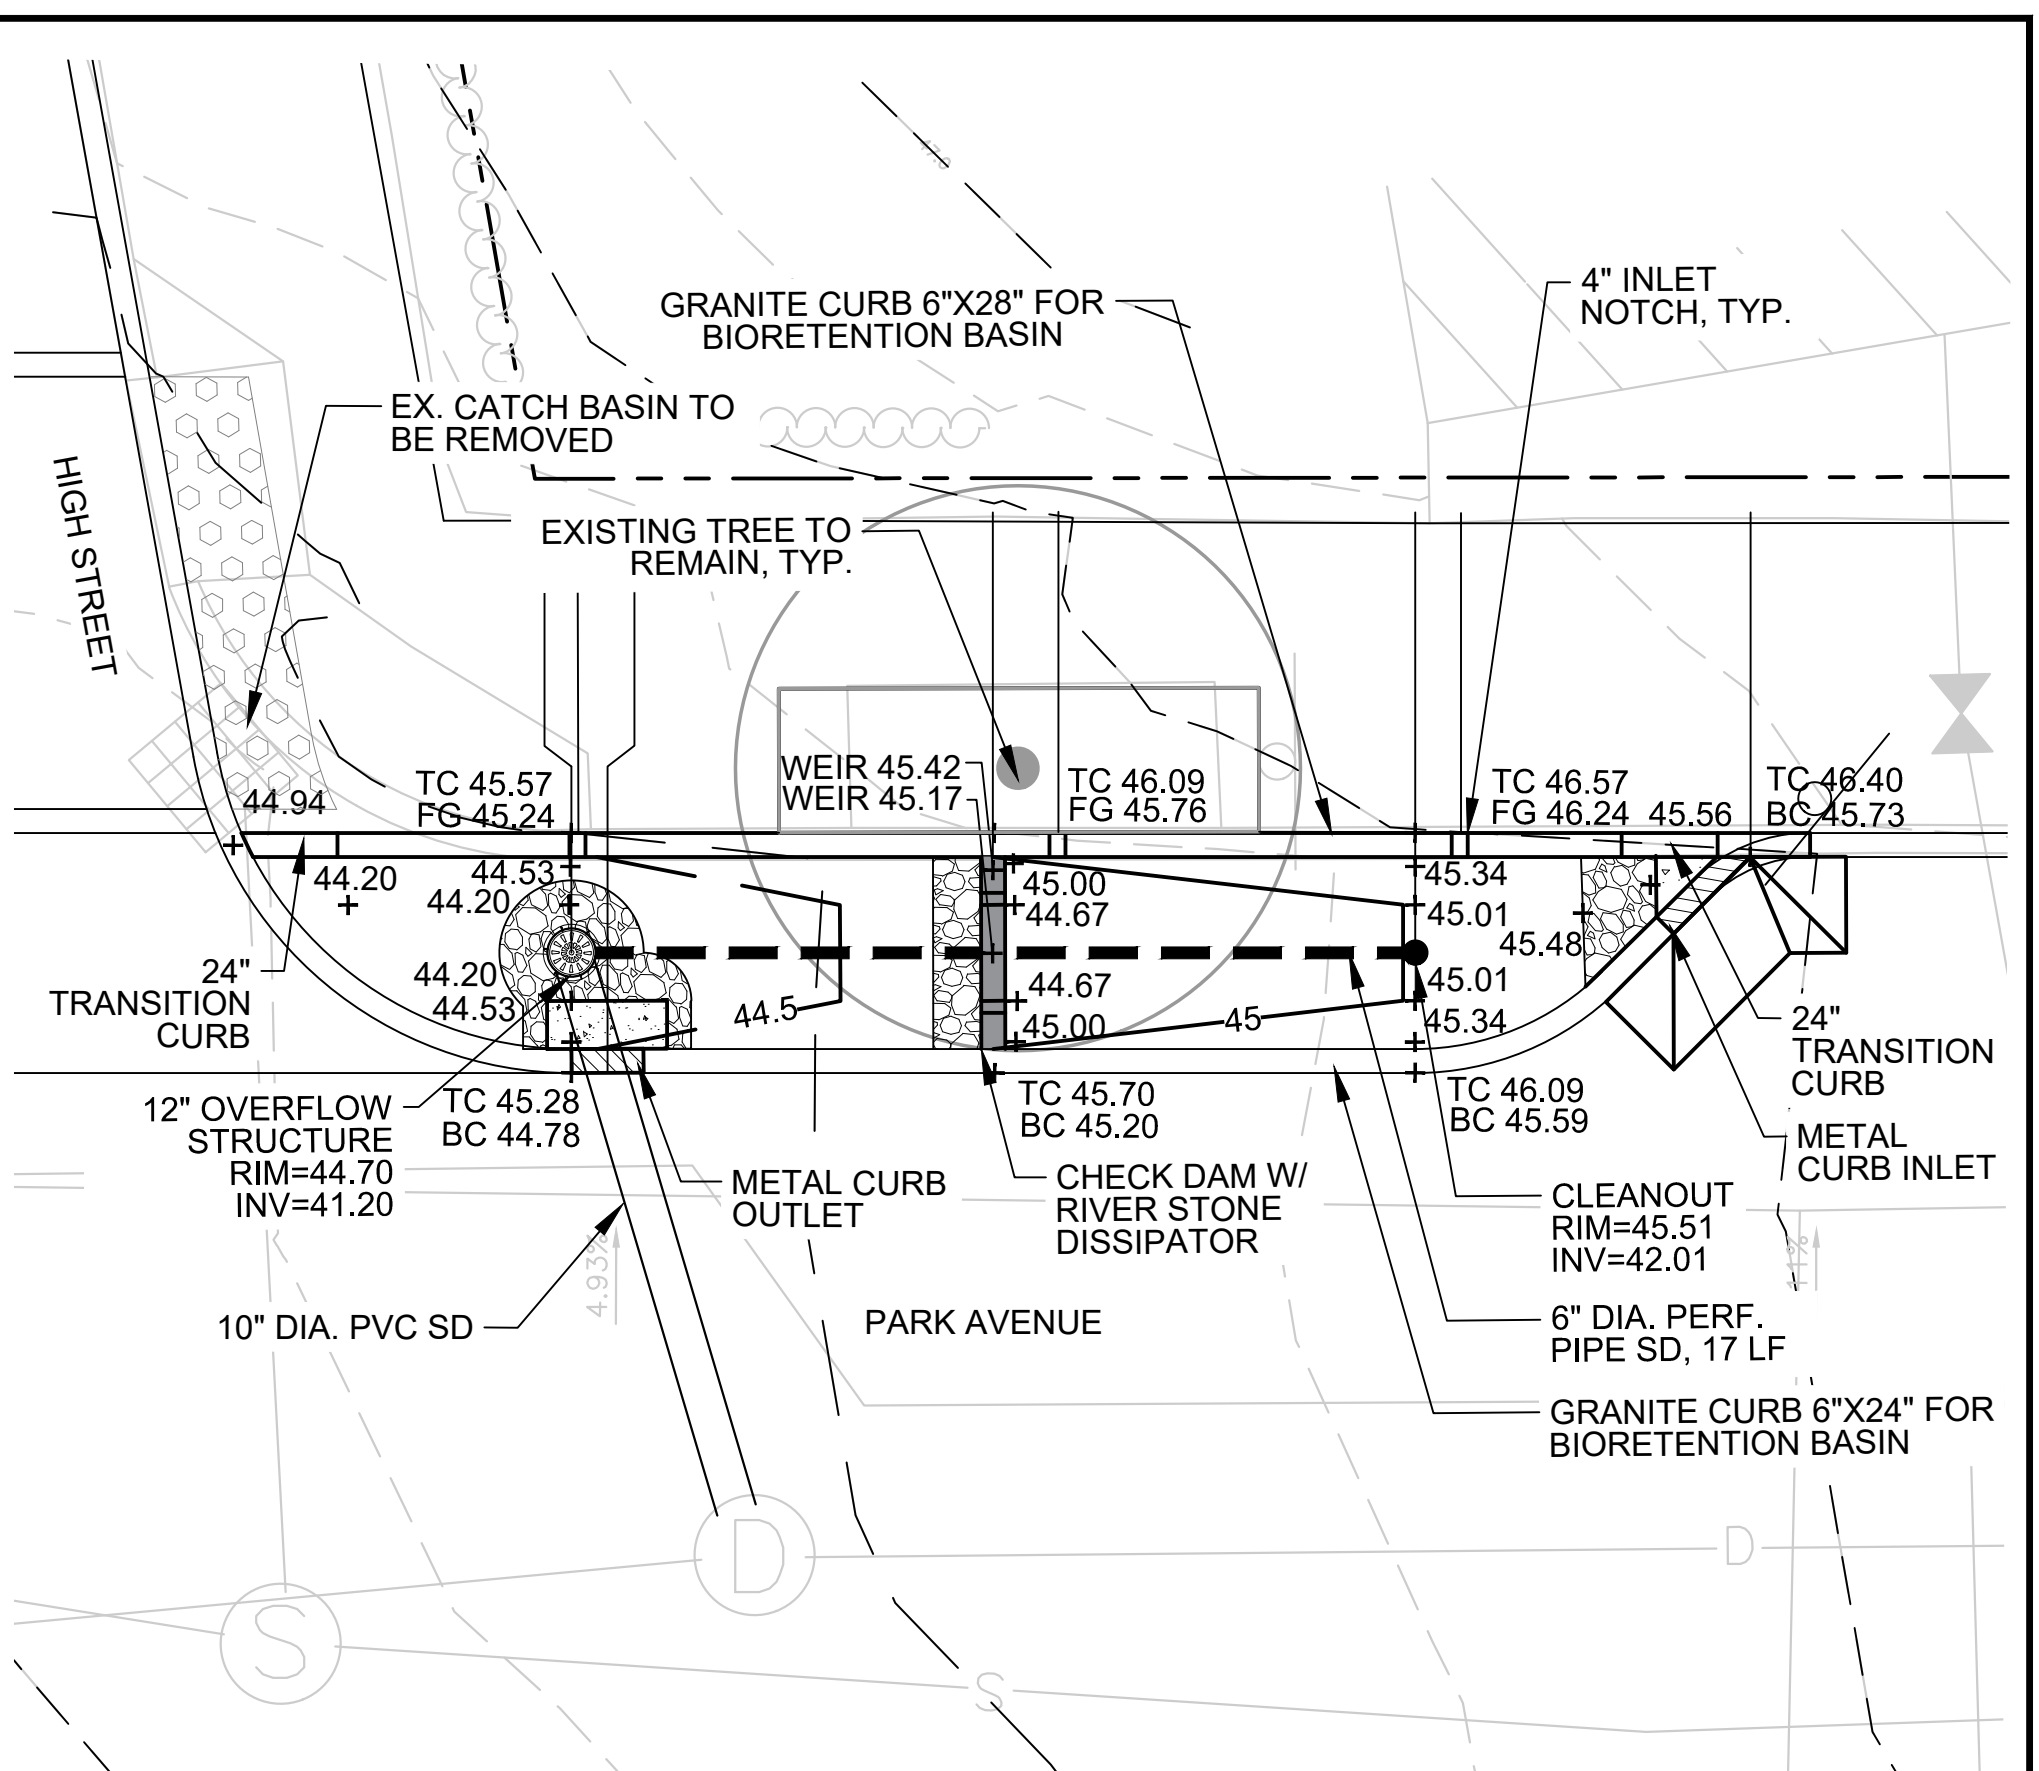 47.0
GRANITE CURB 6"X28" FOR
BIORETENTION BASIN
4" INLET
NOTCH, TYP.
EX. CATCH BASIN TO
BE REMOVED
HIGH STREET
EXISTING TREE TO
REMAIN, TYP.
WEIR 45.42
WEIR 45.17
TC 45.57
FG 45.24
TC 46.09
FG 45.76
TC 46.57
FG 46.24
45.56
TC 46.40
BC 45.73
44.94
44.20
44.53
44.20
45.00
44.67
45.34
45.01
45.48
44.20
44.53
44.5
44.67
45.00
45
45.01
45.34
24"
TRANSITION
CURB
24"
TRANSITION
CURB
12" OVERFLOW
STRUCTURE
RIM=44.70
INV=41.20
TC 45.28
BC 44.78
TC 45.70
BC 45.20
TC 46.09
BC 45.59
METAL
CURB INLET
METAL CURB
OUTLET
CHECK DAM W/
RIVER STONE
DISSIPATOR
CLEANOUT
RIM=45.51
INV=42.01
4.93%
10" DIA. PVC SD
PARK AVENUE
6" DIA. PERF.
PIPE SD, 17 LF
GRANITE CURB 6"X24" FOR
BIORETENTION BASIN
D
D
S
S